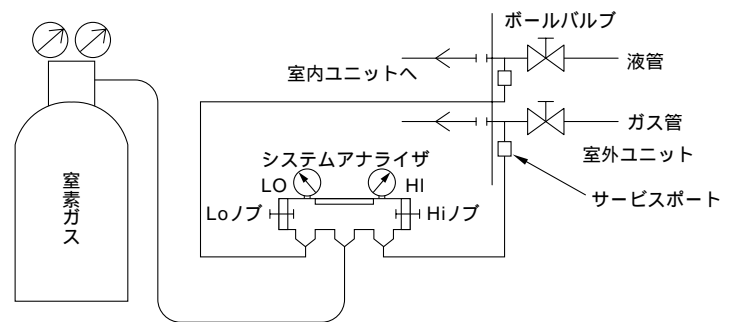 ボールバルブ
液管
室内ユニットへ
ガス管
室外ユニット
システムアナライザ
サービスポート
LO
HI
Loノブ
Hiノブ
窒素ガス